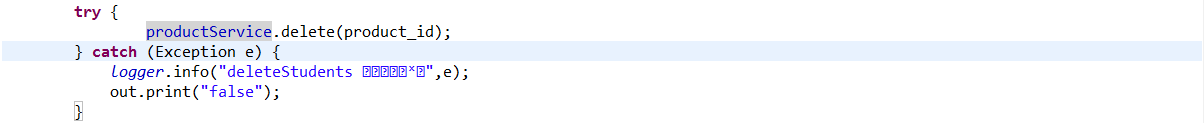 try {
productService.delete(product_id);
} catch (Exception e) {
logger.info("deleteStudents ",e);
out.print("false");
}